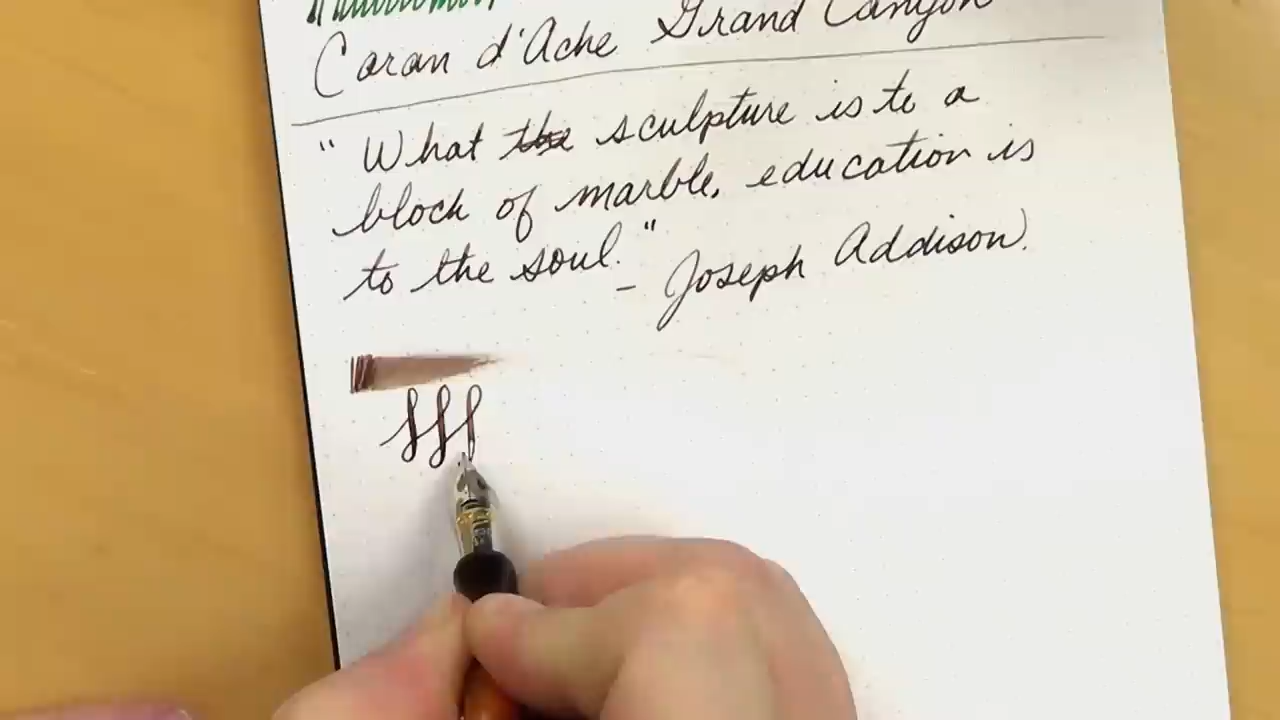 Caran d'Ache Grand Canyon
"What the sculpture is to a
block of marble, education is
to the soul."
- Joseph Addison.
fff